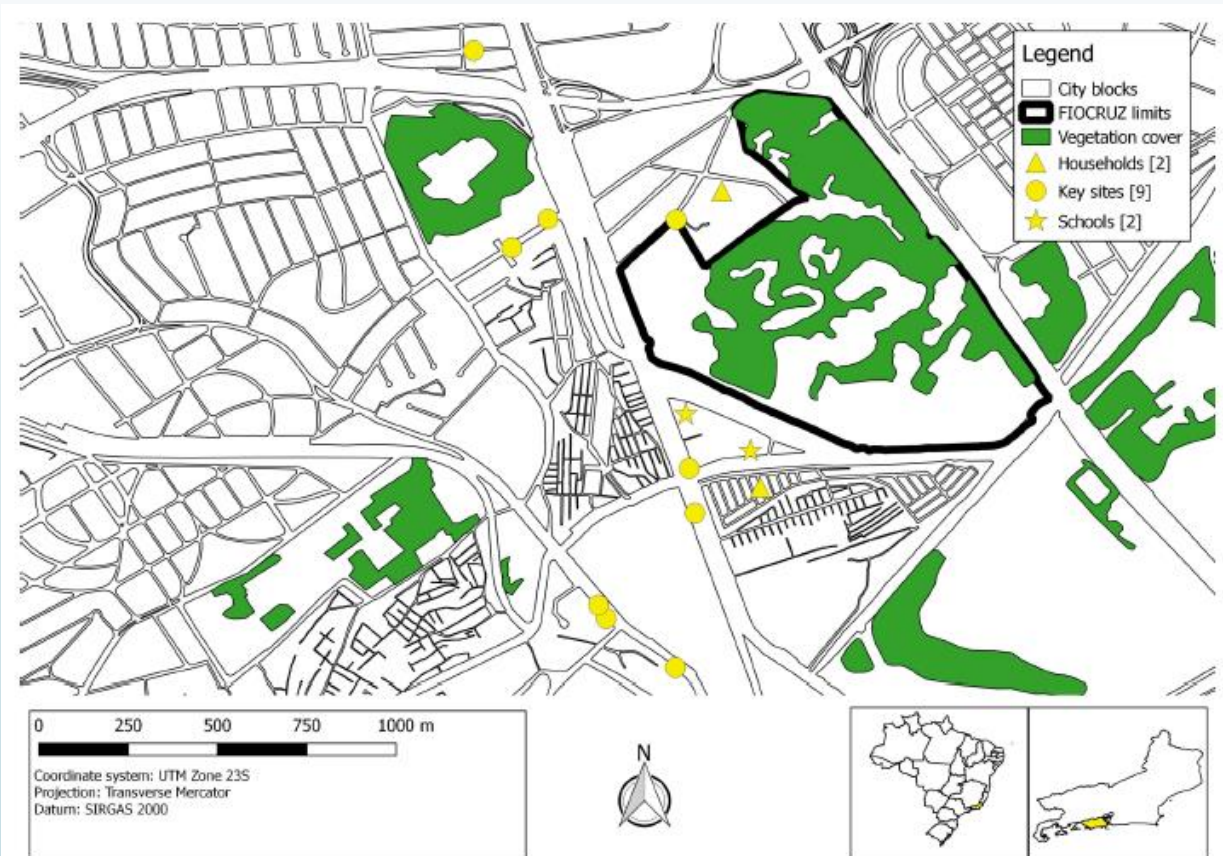 Legend
City blocks
FIOCRUZ limits
Vegetation cover
Households [2]
Key sites [9]
Schools [2]
0 250 500 750 1000 m
Coordinate system: UTM Zone 23S
Projection: Transverse Mercator
Datum: SIRGAS 2000
N